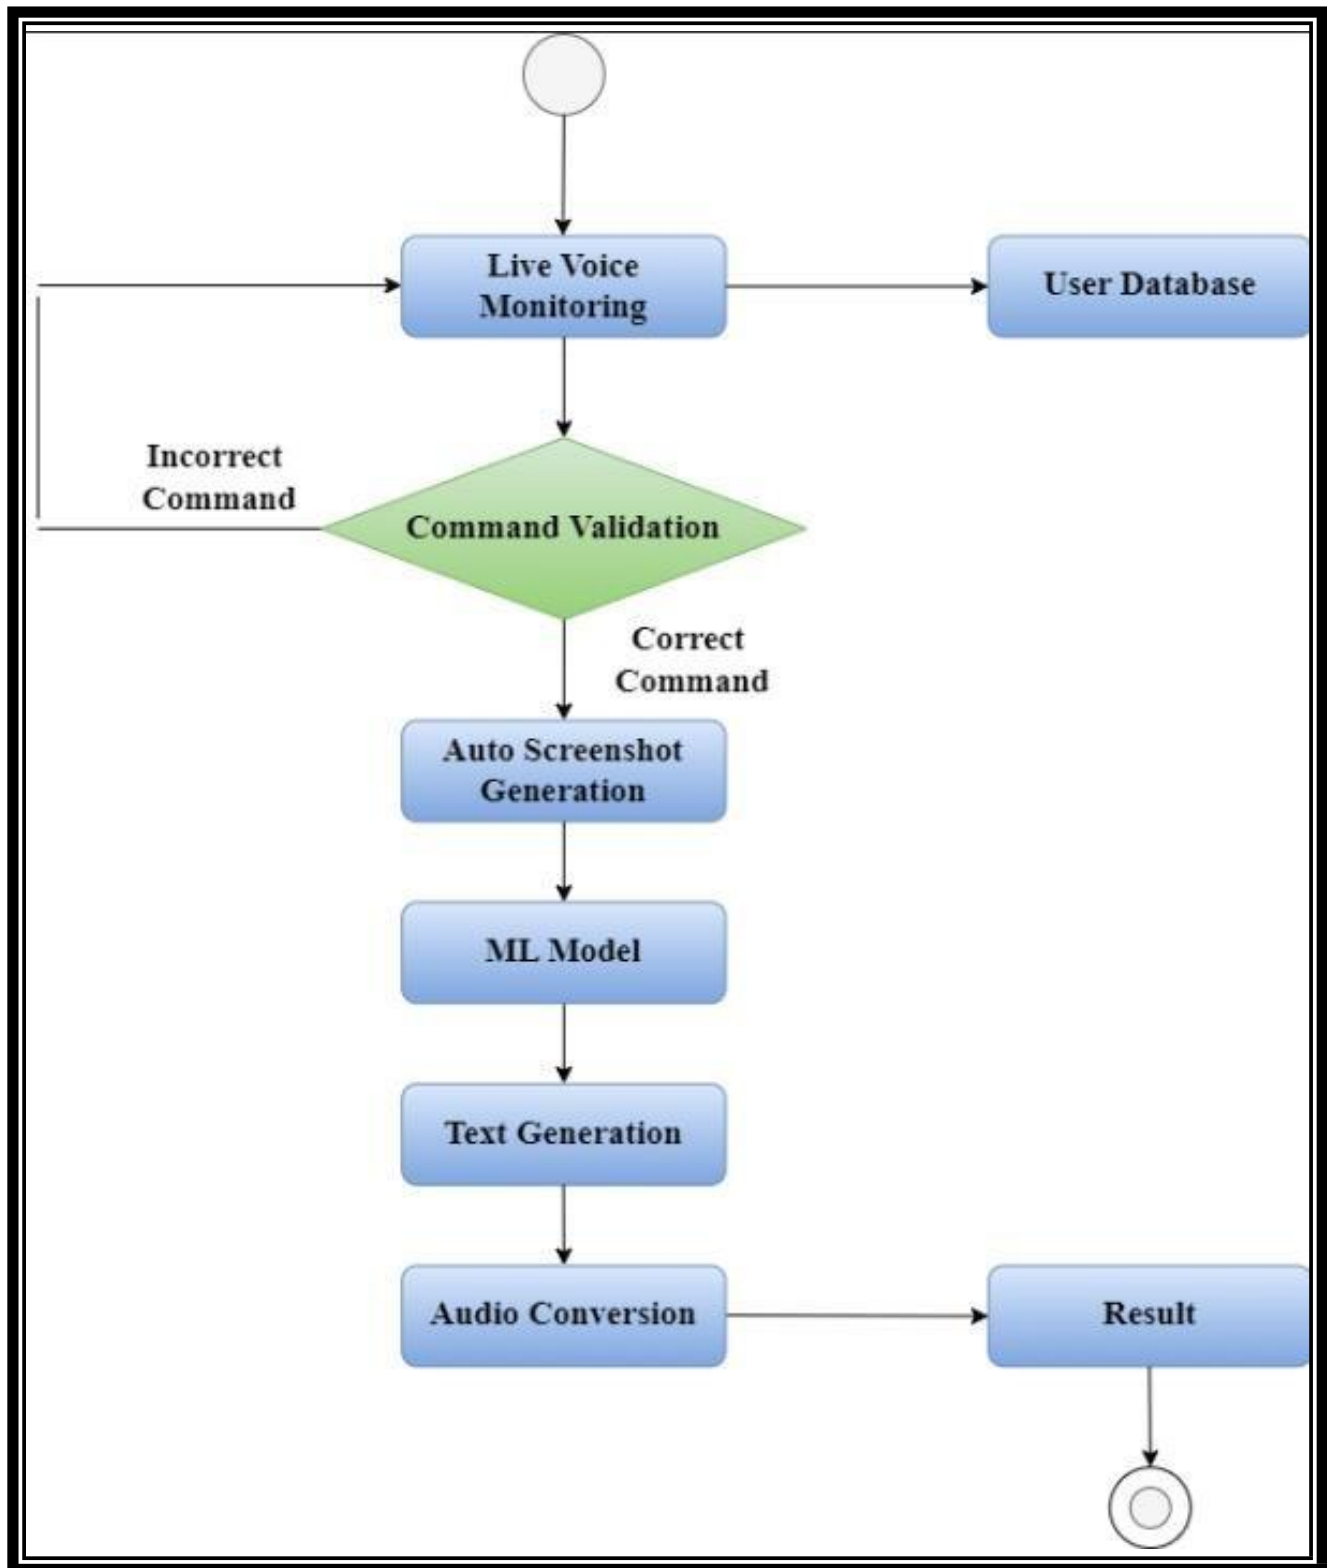 Live Voice
Monitoring
User Database
Incorrect
Command
Command Validation
Correct
Command
Auto Screenshot
Generation
ML Model
Text Generation
Audio Conversion
Result